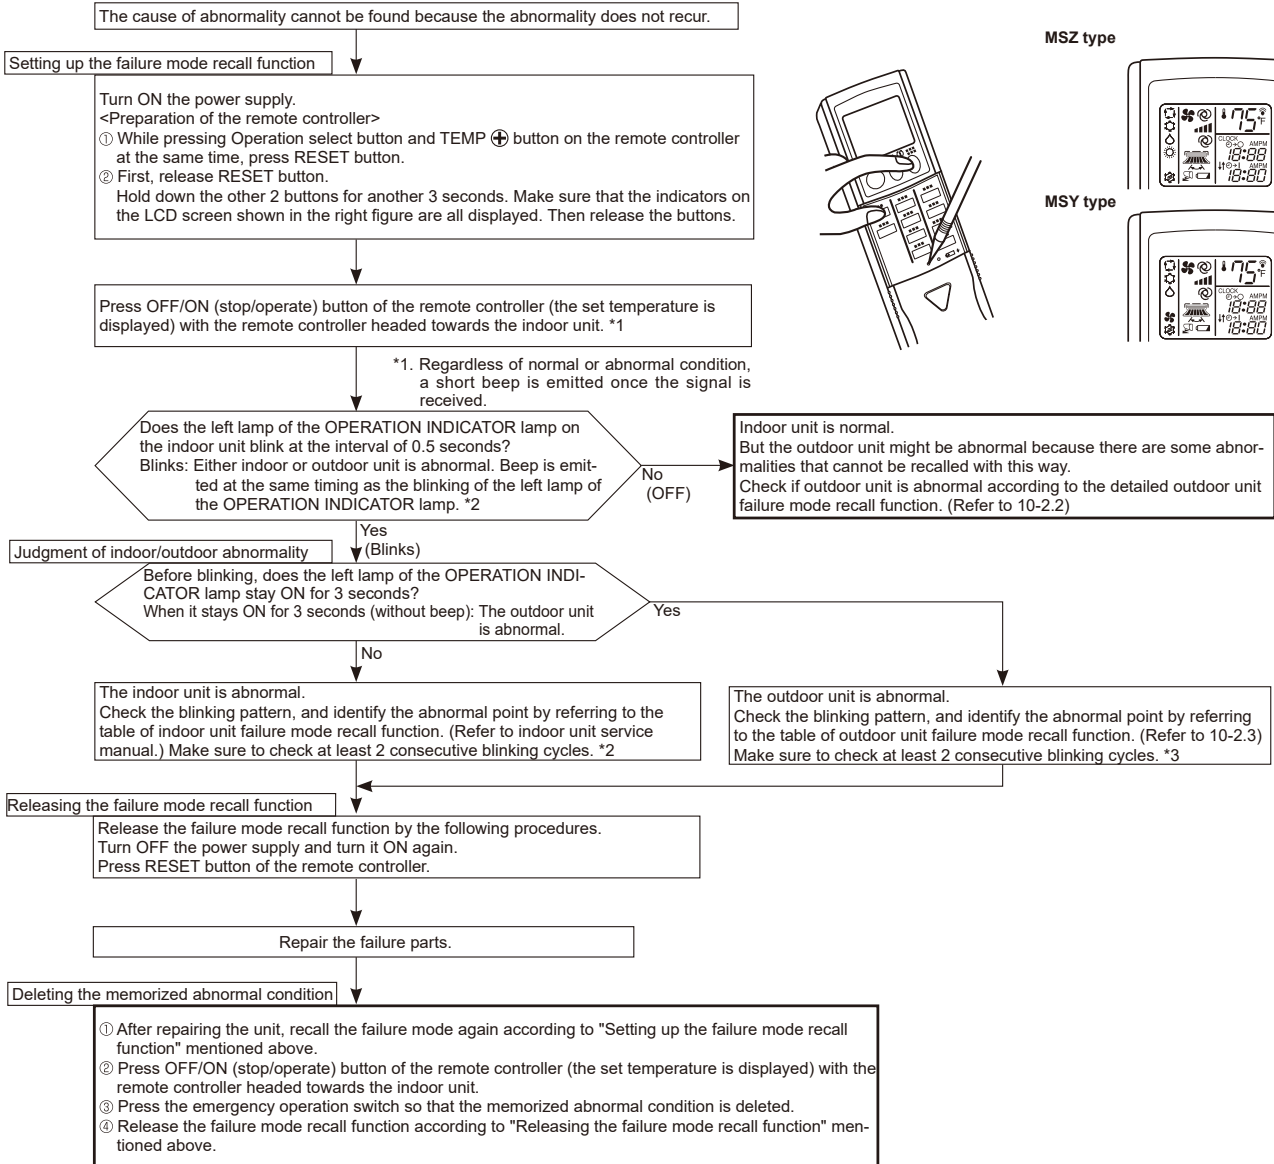 The cause of abnormality cannot be found because the abnormality does not recur.
Setting up the failure mode recall function
Turn ON the power supply.
<Preparation of the remote controller>
① While pressing Operation select button and TEMP ⊕ button on the remote controller
at the same time, press RESET button.
② First, release RESET button.
Hold down the other 2 buttons for another 3 seconds. Make sure that the indicators on
the LCD screen shown in the right figure are all displayed. Then release the buttons.
MSZ type
75°F
CLOCK
AMPM
18:88
AMPM
18:80
MSY type
75°F
CLOCK
AMPM
18:88
AMPM
18:80
Press OFF/ON (stop/operate) button of the remote controller (the set temperature is
displayed) with the remote controller headed towards the indoor unit. *1
*1. Regardless of normal or abnormal condition,
a short beep is emitted once the signal is
received.
Does the left lamp of the OPERATION INDICATOR lamp on
the indoor unit blink at the interval of 0.5 seconds?
Blinks: Either indoor or outdoor unit is abnormal. Beep is emit-
ted at the same timing as the blinking of the left lamp of
the OPERATION INDICATOR lamp. *2
No
(OFF)
Indoor unit is normal.
But the outdoor unit might be abnormal because there are some abnor-
malities that cannot be recalled with this way.
Check if outdoor unit is abnormal according to the detailed outdoor unit
failure mode recall function. (Refer to 10-2.2)
Yes
(Blinks)
Judgment of indoor/outdoor abnormality
Before blinking, does the left lamp of the OPERATION INDI-
CATOR lamp stay ON for 3 seconds?
When it stays ON for 3 seconds (without beep): The outdoor unit
is abnormal.
Yes
No
The indoor unit is abnormal.
Check the blinking pattern, and identify the abnormal point by referring to the
table of indoor unit failure mode recall function. (Refer to indoor unit service
manual.) Make sure to check at least 2 consecutive blinking cycles. *2
The outdoor unit is abnormal.
Check the blinking pattern, and identify the abnormal point by referring
to the table of outdoor unit failure mode recall function. (Refer to 10-2.3)
Make sure to check at least 2 consecutive blinking cycles. *3
Releasing the failure mode recall function
Release the failure mode recall function by the following procedures.
Turn OFF the power supply and turn it ON again.
Press RESET button of the remote controller.
Repair the failure parts.
Deleting the memorized abnormal condition
① After repairing the unit, recall the failure mode again according to "Setting up the failure mode recall
function" mentioned above.
② Press OFF/ON (stop/operate) button of the remote controller (the set temperature is displayed) with the
remote controller headed towards the indoor unit.
③ Press the emergency operation switch so that the memorized abnormal condition is deleted.
④ Release the failure mode recall function according to "Releasing the failure mode recall function" men-
tioned above.